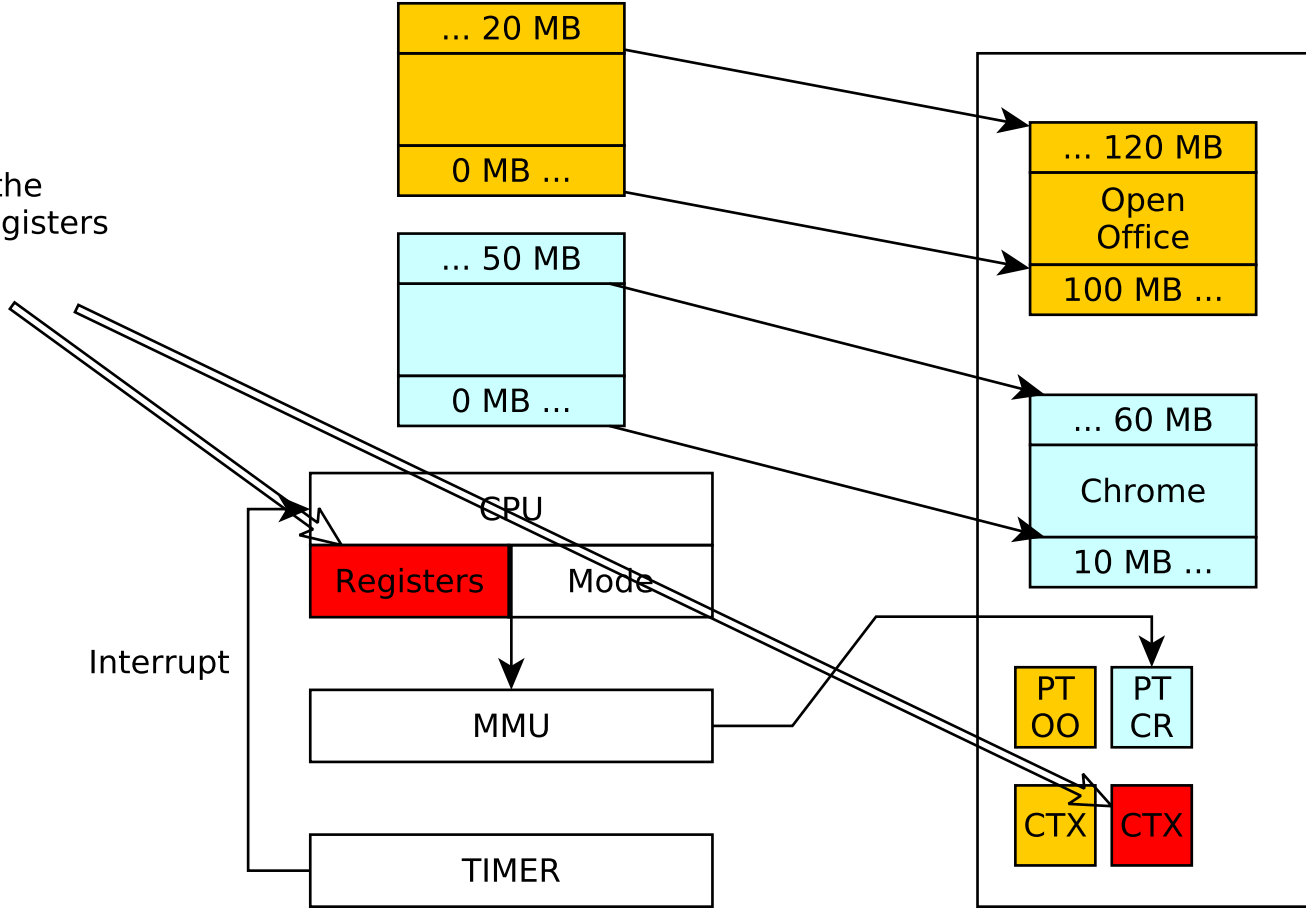 ... 20 MB
0 MB ...
... 120 MB
Open
Office
100 MB ...
the
gisters
... 50 MB
0 MB ...
... 60 MB
Chrome
10 MB ...
CPU
Registers
Mode
Interrupt
MMU
TIMER
PT
OO
PT
CR
CTX
CTX